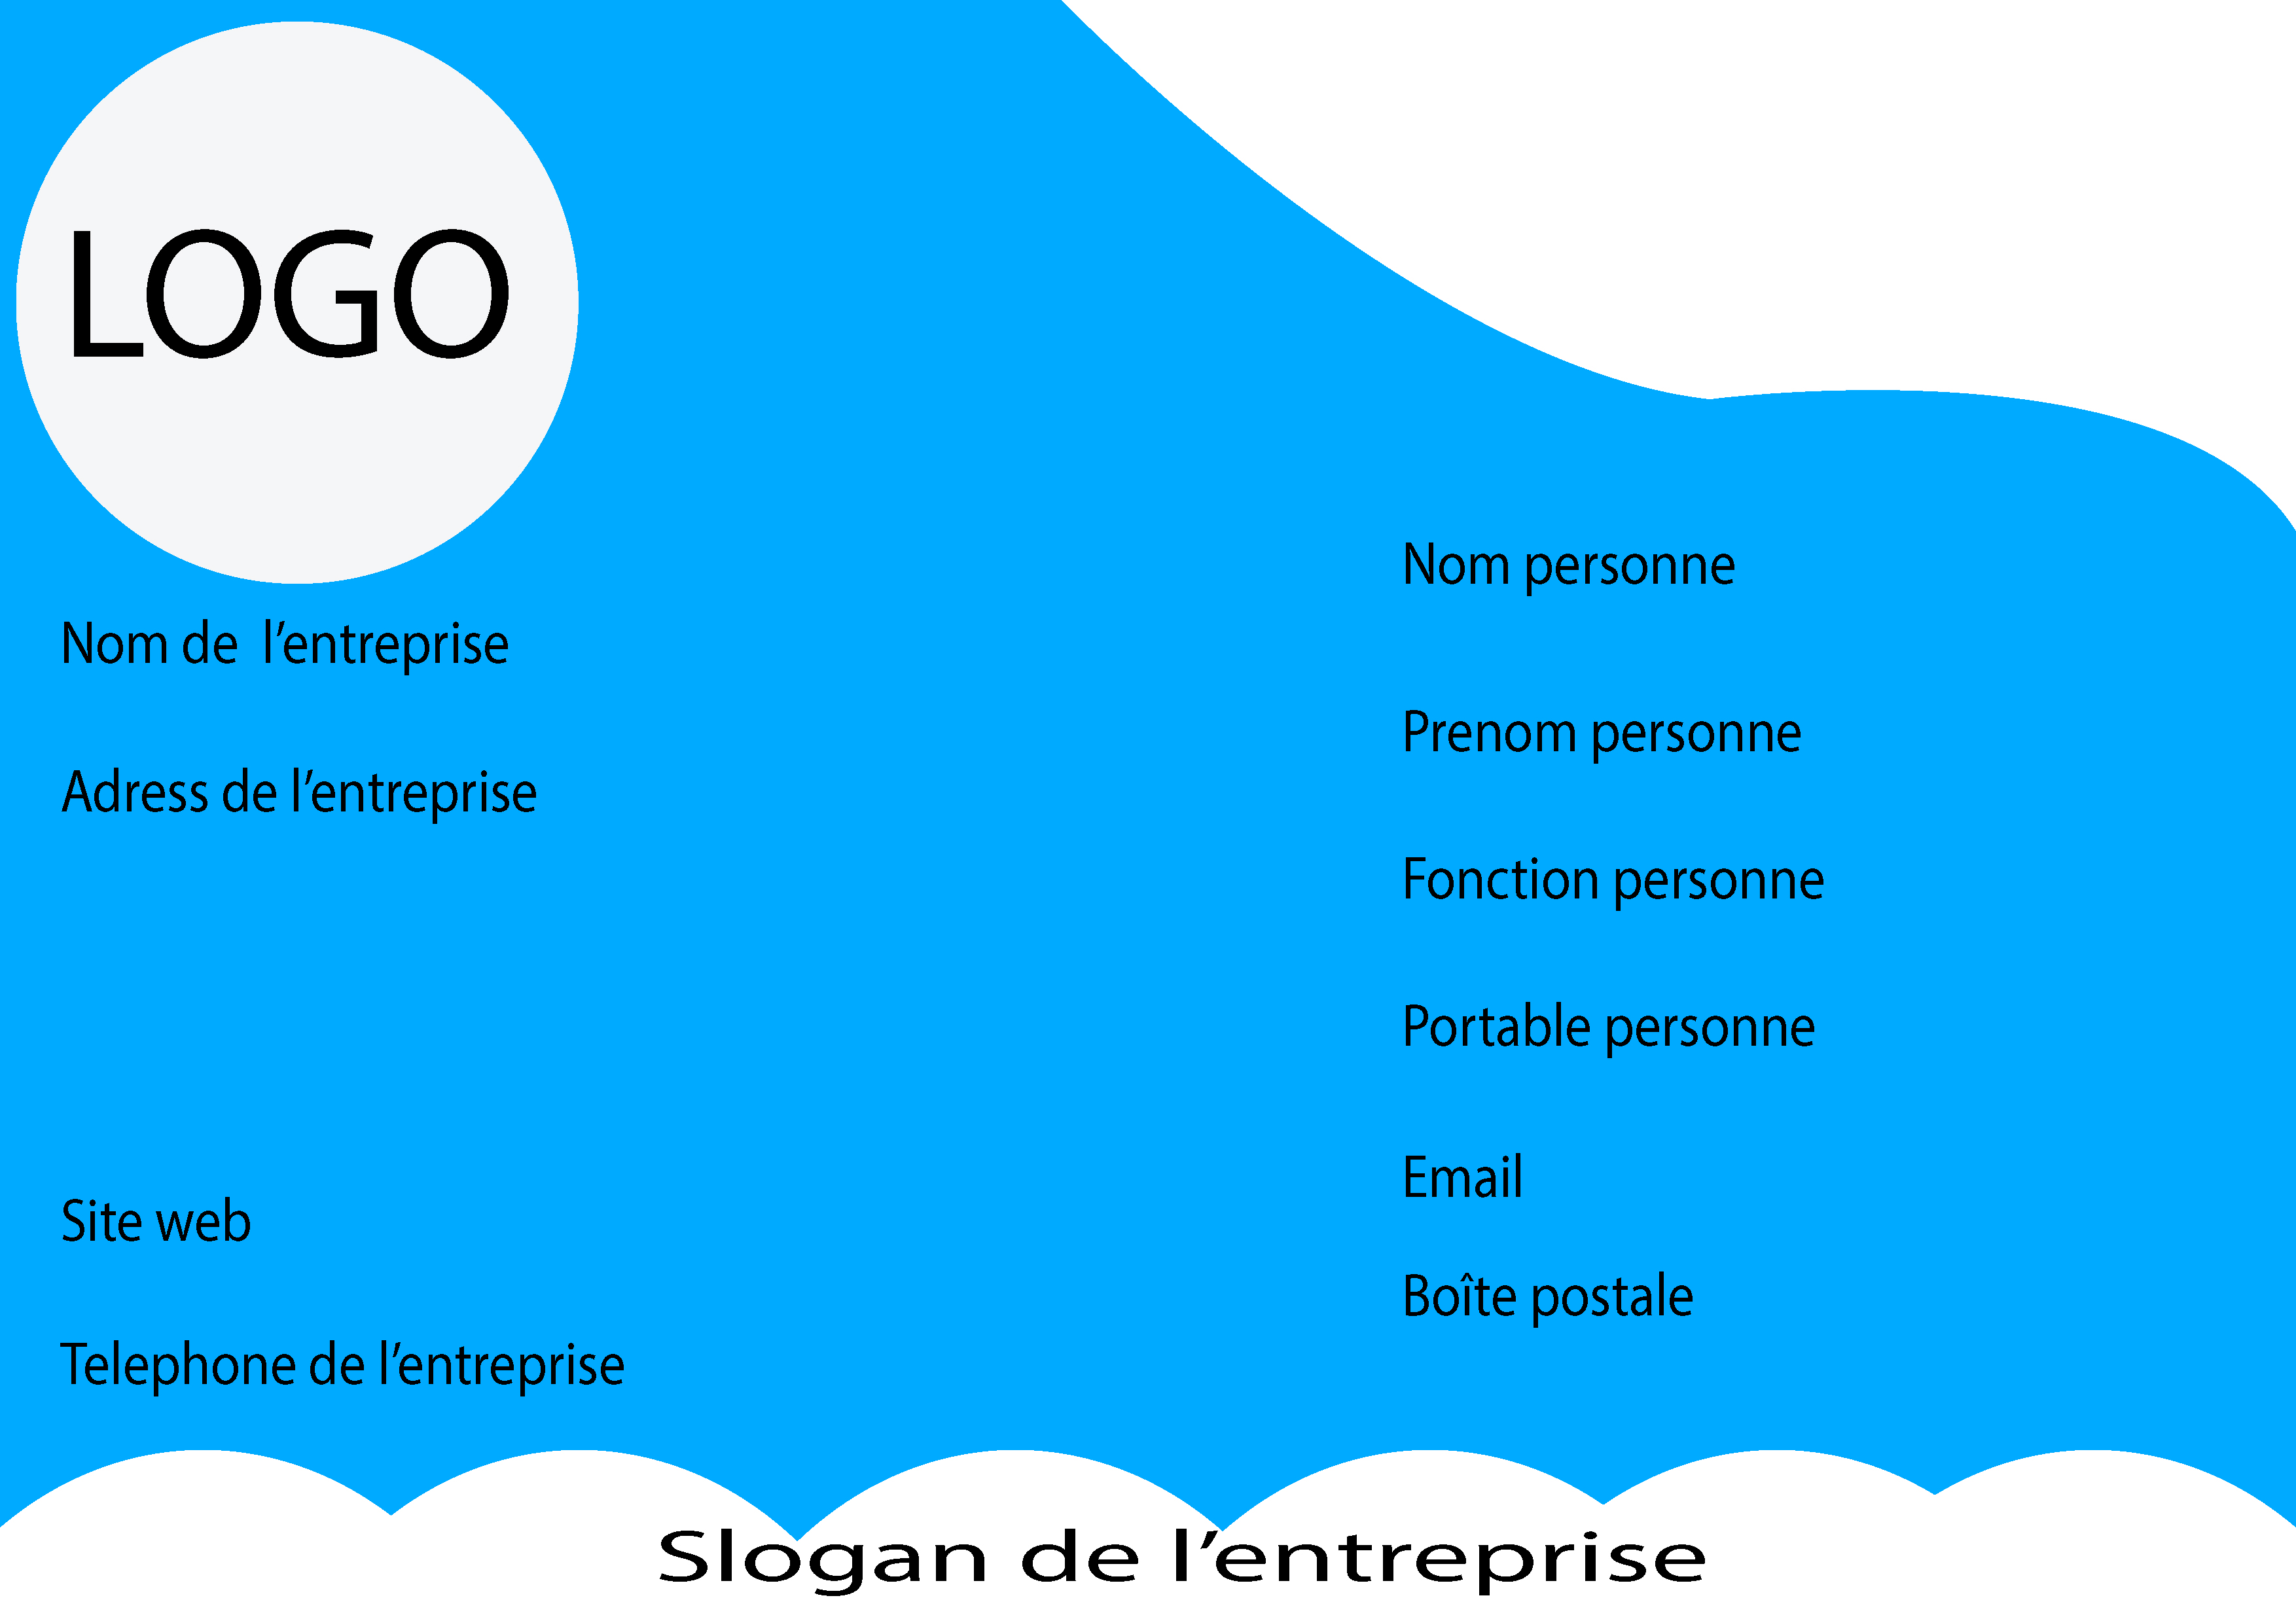 LOGO
Nom de l’entreprise
Adress de l’entreprise
Site web
Telephone de l’entreprise
Nom personne
Prenom personne
Fonction personne
Portable personne
Email
Boîte postale
Slogan de l’entreprise